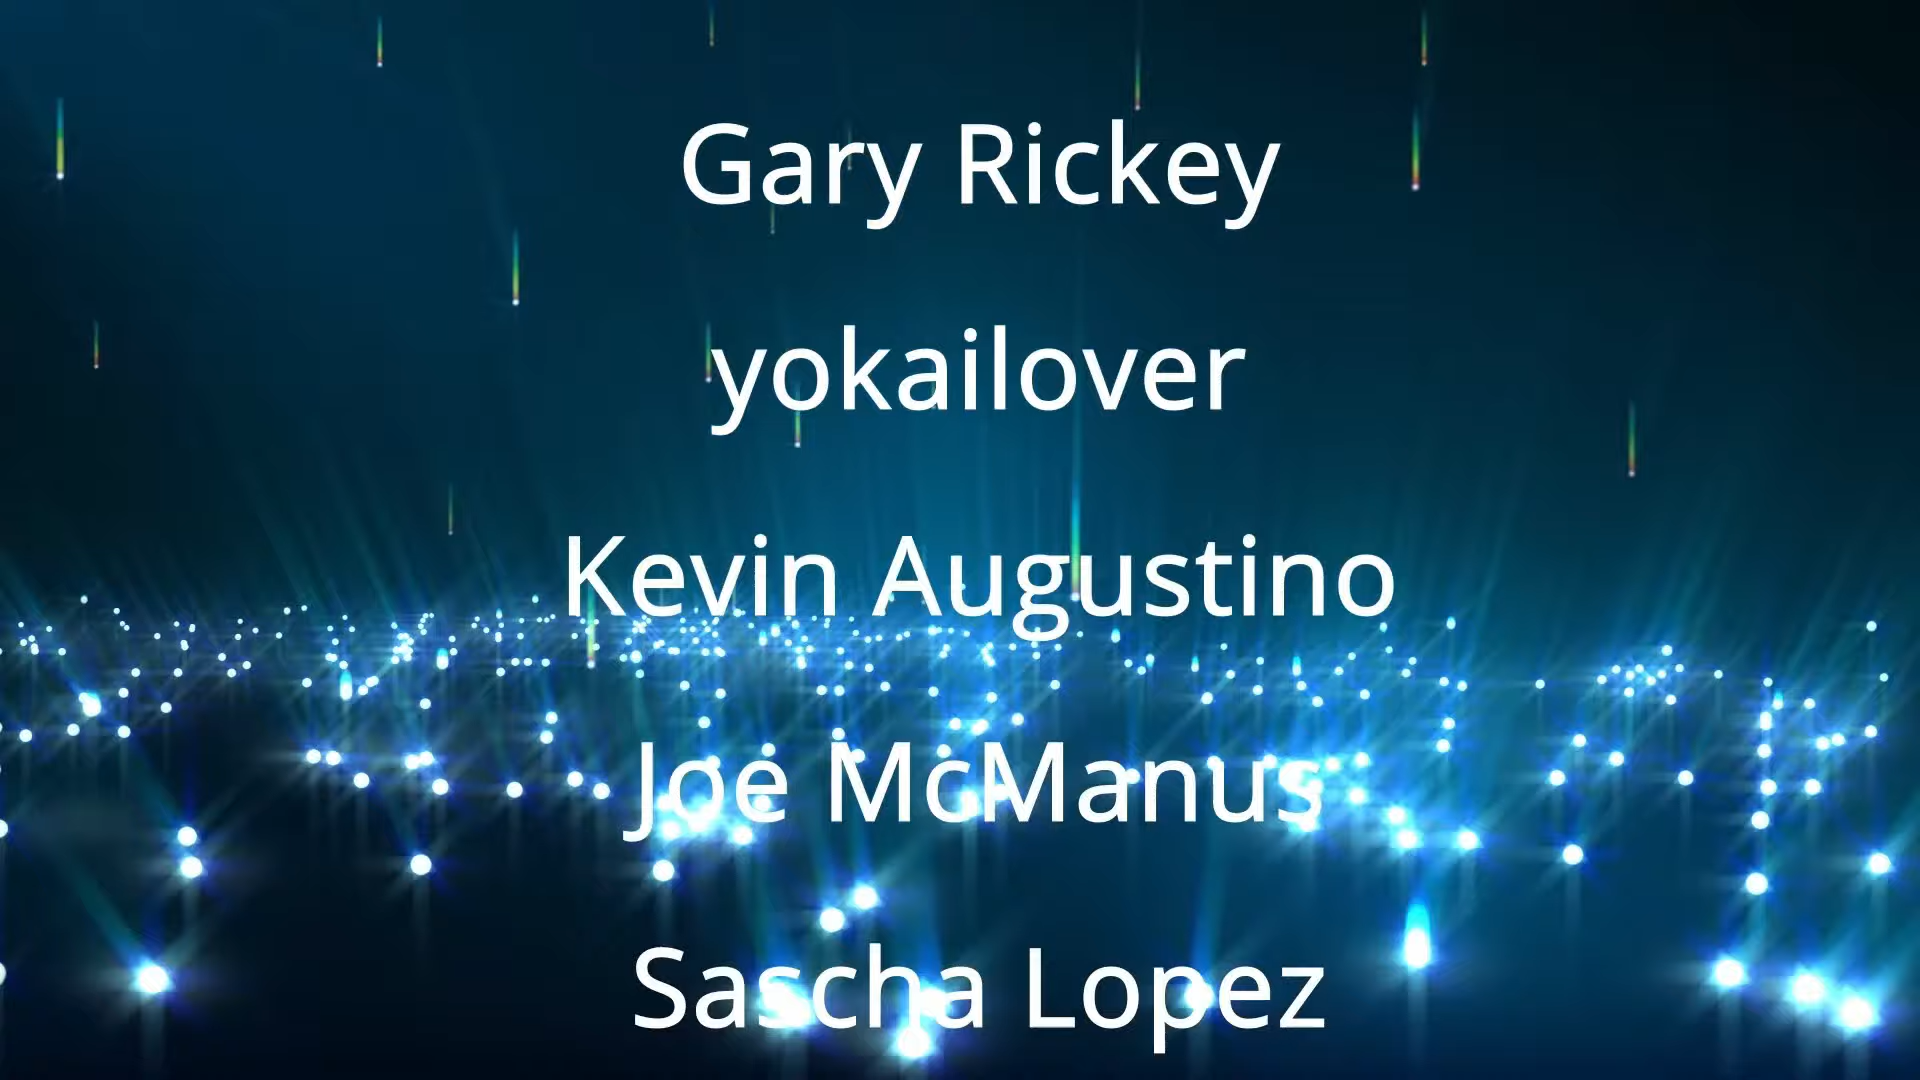 Gary Rickey
yokailover
Kevin Augustino
Joe McManus
Sascha Lopez